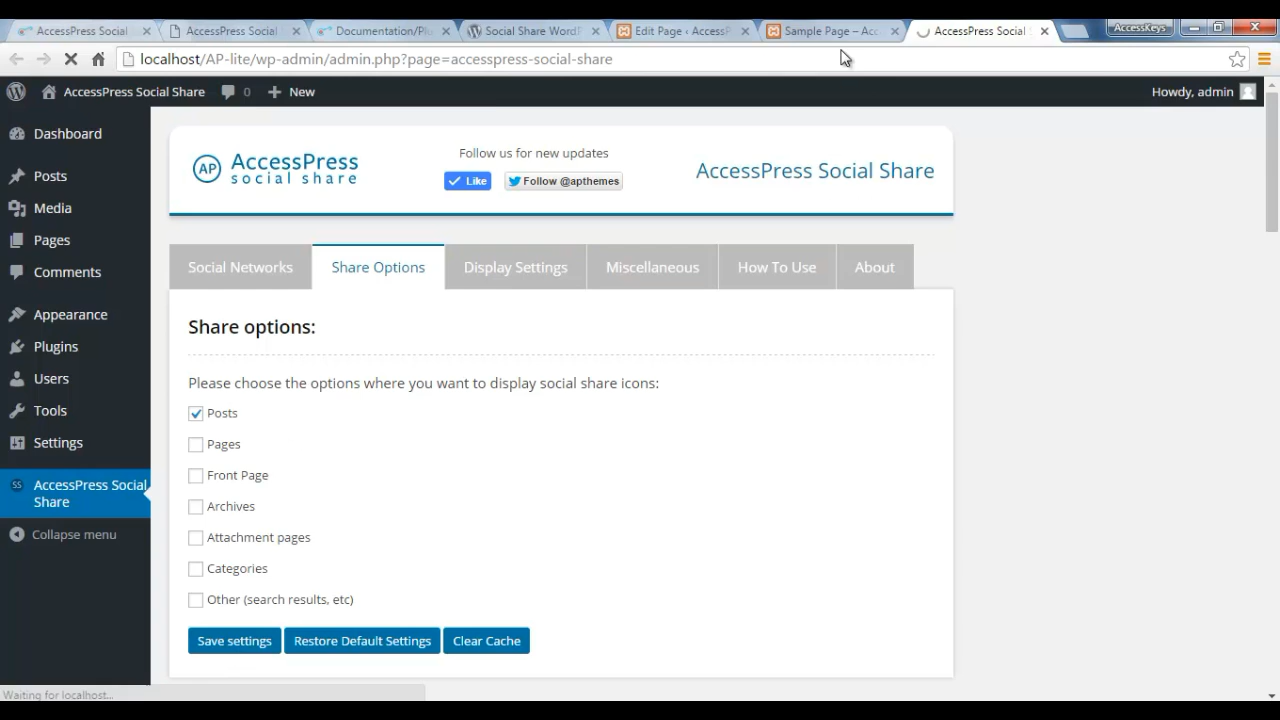 AccessPress Social
AccessPress Social
Documentation/Pl
Social Share WordP
Edit Page ‹ AccessP
Sample Page – Acc
AccessPress Social
AccessKeys
localhost/AP-lite/wp-admin/admin.php?page=accesspress-social-share
AccessPress Social Share
0
New
Howdy, admin
Dashboard
Posts
Media
Pages
Comments
Appearance
Plugins
Users
Tools
Settings
AccessPress Social
Share
Collapse menu
AP
AccessPress
social share
Follow us for new updates
Like
Follow @apthemes
AccessPress Social Share
Social Networks
Share Options
Display Settings
Miscellaneous
How To Use
About
Share options:
Please choose the options where you want to display social share icons:
Posts
Pages
Front Page
Archives
Attachment pages
Categories
Other (search results, etc)
Save settings
Restore Default Settings
Clear Cache
Waiting for localhost...